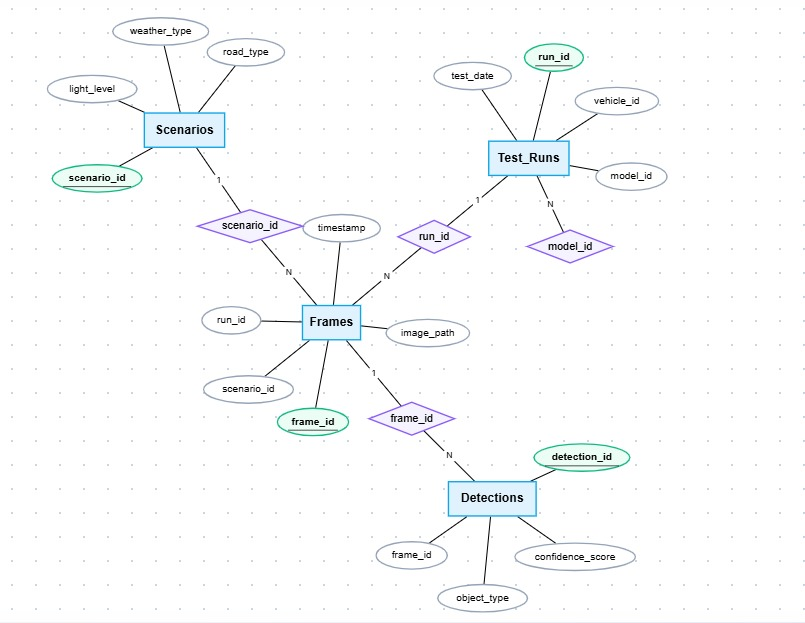 weather_type
road_type
light_level
Scenarios
scenario_id
1
scenario_id
N
timestamp
run_id
test_date
vehicle_id
Test_Runs
model_id
1
N
run_id
model_id
N
run_id
Frames
image_path
scenario_id
frame_id
1
frame_id
N
detection_id
Detections
frame_id
confidence_score
object_type